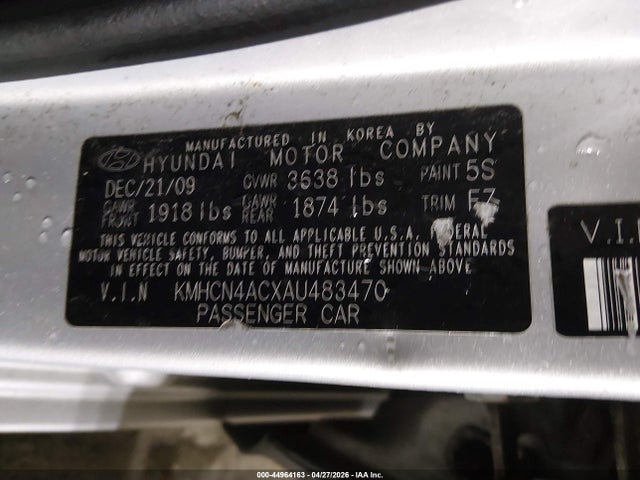 MANUFACTURED IN KOREA BY
HYUNDAI MOTOR COMPANY
DEC/21/09 GVWR 3638 lbs PAINT 5S
GAWR FRONT 1918 lbs GAWR REAR 1874 lbs TRIM FZ
THIS VEHICLE CONFORMS TO ALL APPLICABLE U.S.A. FEDERAL
MOTOR VEHICLE SAFETY, BUMPER, AND THEFT PREVENTION STANDARDS
IN EFFECT ON THE DATE OF MANUFACTURE SHOWN ABOVE
V.I.N KMHCN4ACXAU483470
PASSENGER CAR
V.I.N
000-44964163 - 04/27/2026 - IAA Inc.